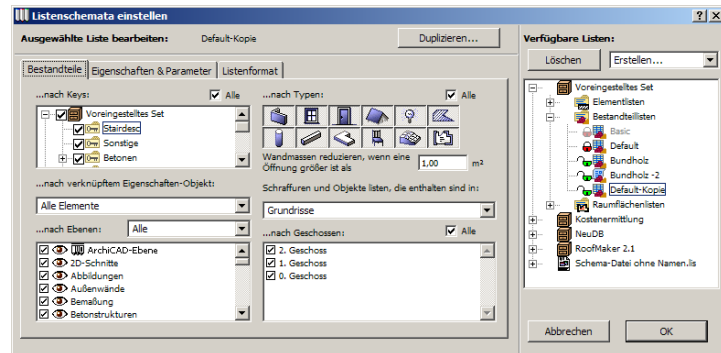 Listenschemata einstellen
Ausgewählte Liste bearbeiten:
Default-Kopie
Duplizieren...
Bestandteile
Eigenschaften & Parameter
Listenformat
...nach Keys:
Alle
Voreingestelltes Set
Stairdesc
Sonstige
Betonen
...nach verknüpftem Eigenschaften-Objekt:
Alle Elemente
...nach Ebenen:
Alle
ArchiCAD-Ebene
2D-Schnitte
Abbildungen
Außenwände
Bemaßung
Betonstrukturen
...nach Typen:
Alle
Wandmassen reduzieren, wenn eine
Öffnung größer ist als
1,00
m²
Schraffuren und Objekte listen, die enthalten sind in:
Grundrisse
...nach Geschossen:
Alle
2. Geschoss
1. Geschoss
0. Geschoss
Verfügbare Listen:
Löschen
Erstellen...
Voreingestelltes Set
Elementlisten
Bestandteillisten
Basic
Default
Bundholz
Bundholz -2
Default-Kopie
Raumflächenlisten
Kostenermittlung
NeuDB
RoofMaker 2.1
Schema-Datei ohne Namen.lis
Abbrechen
OK